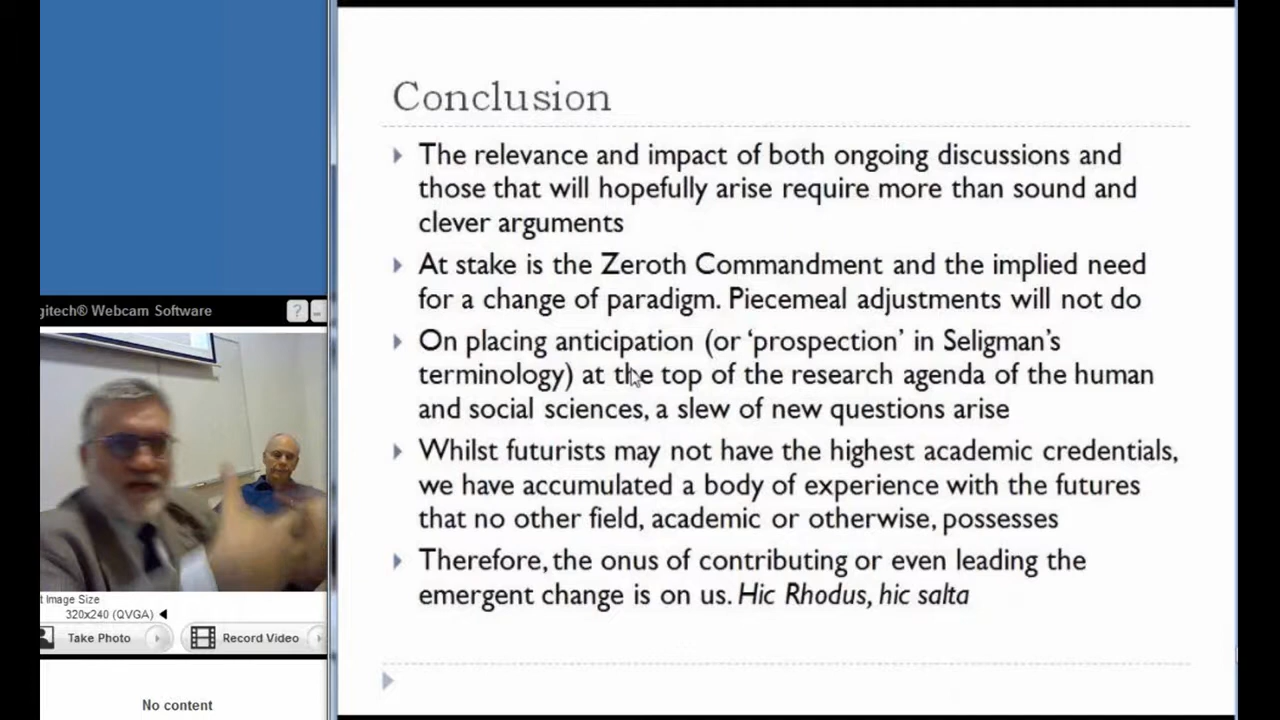 Conclusion
The relevance and impact of both ongoing discussions and
those that will hopefully arise require more than sound and
clever arguments
At stake is the Zeroth Commandment and the implied need
for a change of paradigm. Piecemeal adjustments will not do
On placing anticipation (or ‘prospection’ in Seligman’s
terminology) at the top of the research agenda of the human
and social sciences, a slew of new questions arise
Whilst futurists may not have the highest academic credentials,
we have accumulated a body of experience with the futures
that no other field, academic or otherwise, possesses
Therefore, the onus of contributing or even leading the
emergent change is on us. Hic Rhodus, hic salta
gitech® Webcam Software
?
t Image Size
320x240 (QVGA)
Take Photo
Record Video
No content